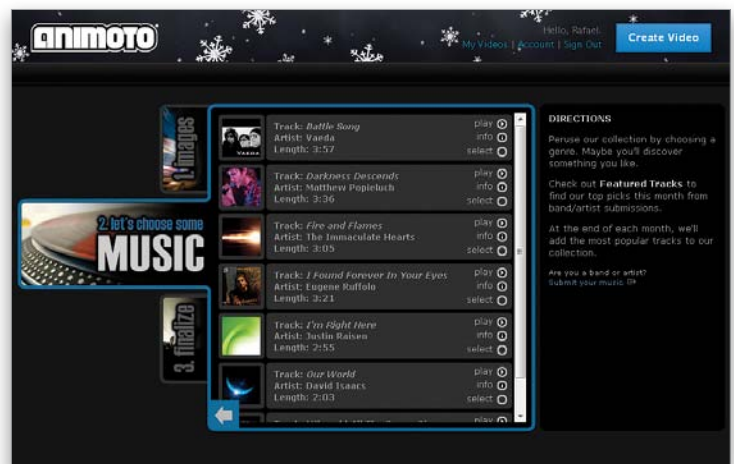 ANIMOTO
Hello, Rafael.
My Videos | Account | Sign Out
Create Video
1. images
2. let's choose some
MUSIC
3. finalize
Track: Battle Song
Artist: Vaeda
Length: 3:57
play
info
select
VAEDA
Track: Darkness Descends
Artist: Matthew Popieluch
Length: 3:36
play
info
select
Track: Fire and Flames
Artist: The Immaculate Hearts
Length: 3:05
play
info
select
Track: I Found Forever In Your Eyes
Artist: Eugene Ruffolo
Length: 3:21
play
info
select
Track: I'm Right Here
Artist: Justin Raisen
Length: 2:55
play
info
select
Track: Our World
Artist: David Isaacs
Length: 2:03
play
info
select
play
DIRECTIONS
Peruse our collection by choosing a
genre. Maybe you'll discover
something you like.
Check out Featured Tracks to
find our top picks this month from
band/artist submissions.
At the end of each month, we'll
add the most popular tracks to our
collection.
Are you a band or artist?
Submit your music